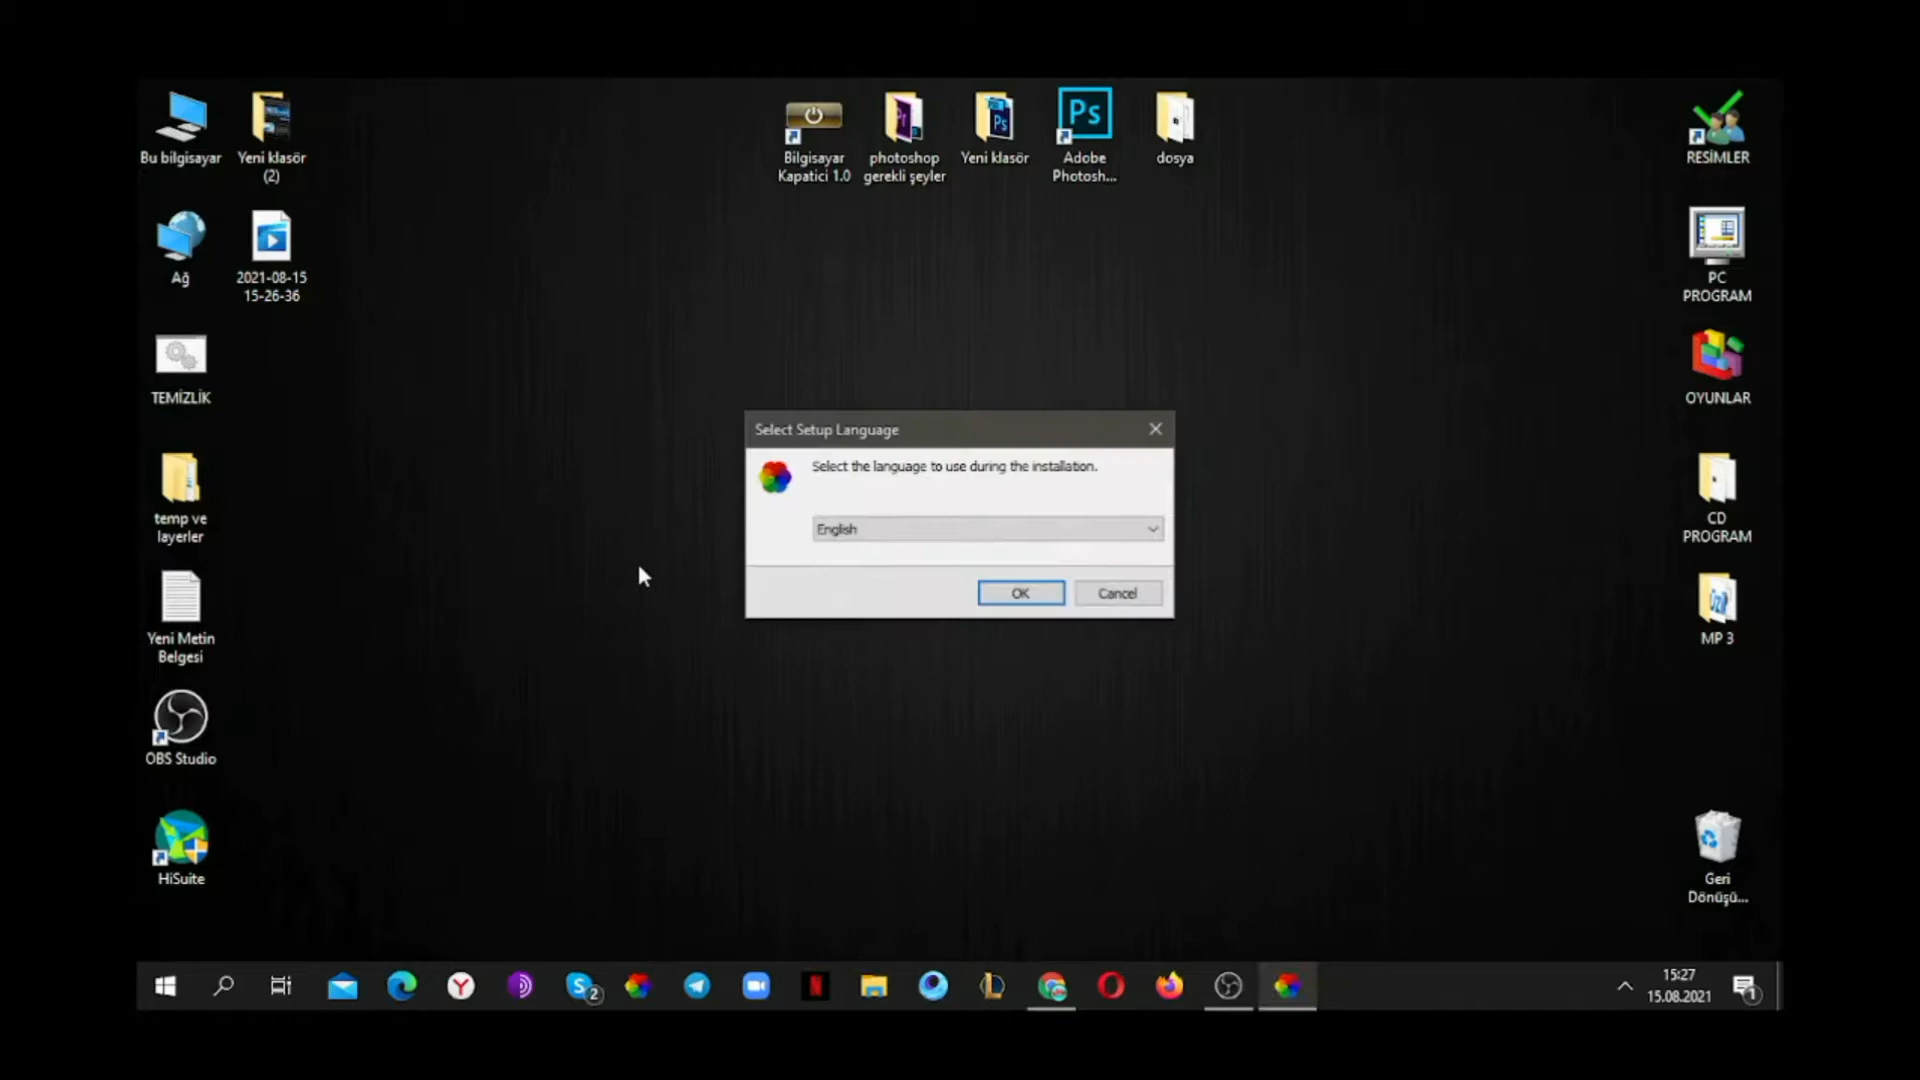 Bu bilgisayar
Yeni klasör
(2)
Bilgisayar
Kapatici 1.0
photoshop
gerekli şeyler
Yeni klasör
Ps
Adobe
Photosh...
dosya
RESİMLER
Ağ
2021-08-15
15-26-36
PC
PROGRAM
TEMİZLİK
OYUNLAR
Select Setup Language
Select the language to use during the installation.
English
OK
Cancel
temp ve
layerler
CD
PROGRAM
Yeni Metin
Belgesi
MP 3
OBS Studio
HiSuite
Geri
Dönüşü...
2
15:27
15.08.2021
1